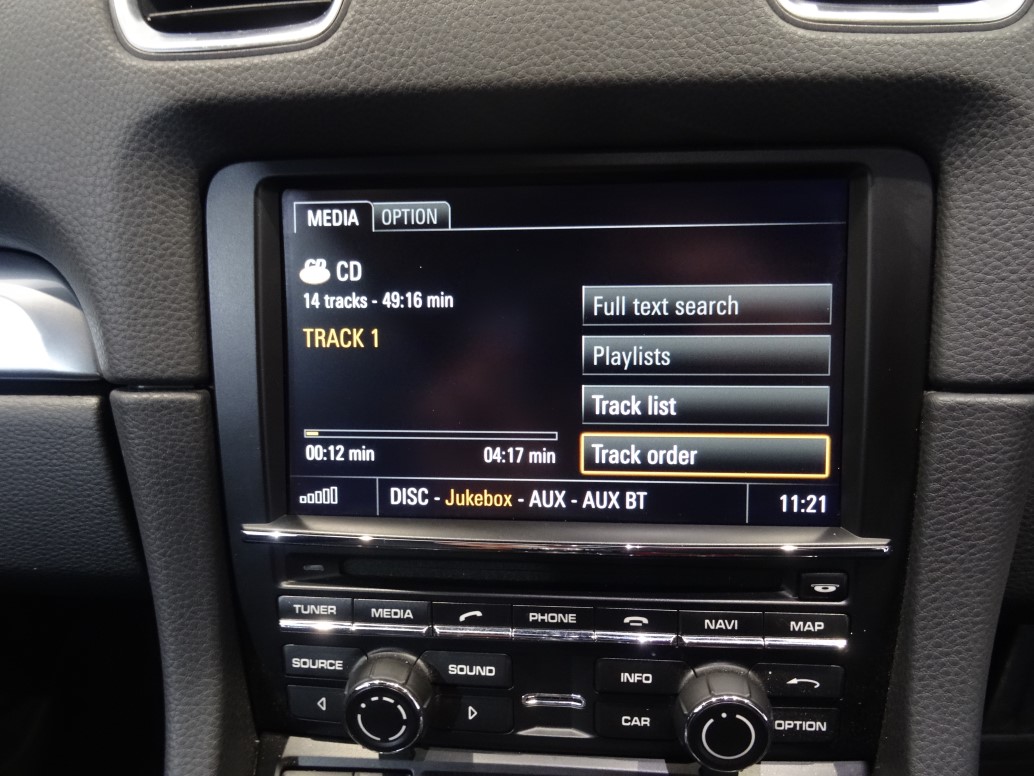 MEDIA OPTION
CD CD
14 tracks - 49:16 min
TRACK 1
Full text search
Playlists
Track list
Track order
00:12 min 04:17 min
DISC - Jukebox - AUX - AUX BT
11:21
TUNER MEDIA PHONE NAVI MAP
SOURCE SOUND INFO
CAR OPTION